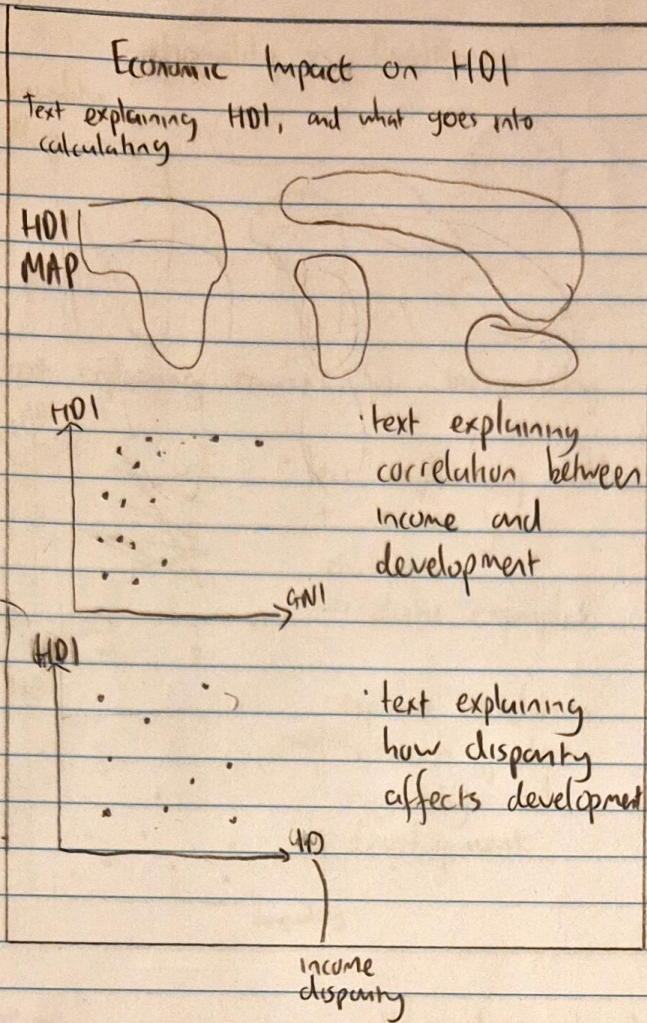 Economic Impact on HDI
Text explaining HDI, and what goes into
calculating
HDI
MAP
HDI
GNI
·text explaining
correlation between
income and
development
HDI
·text explaining
how disparity
affects development
income
disparity